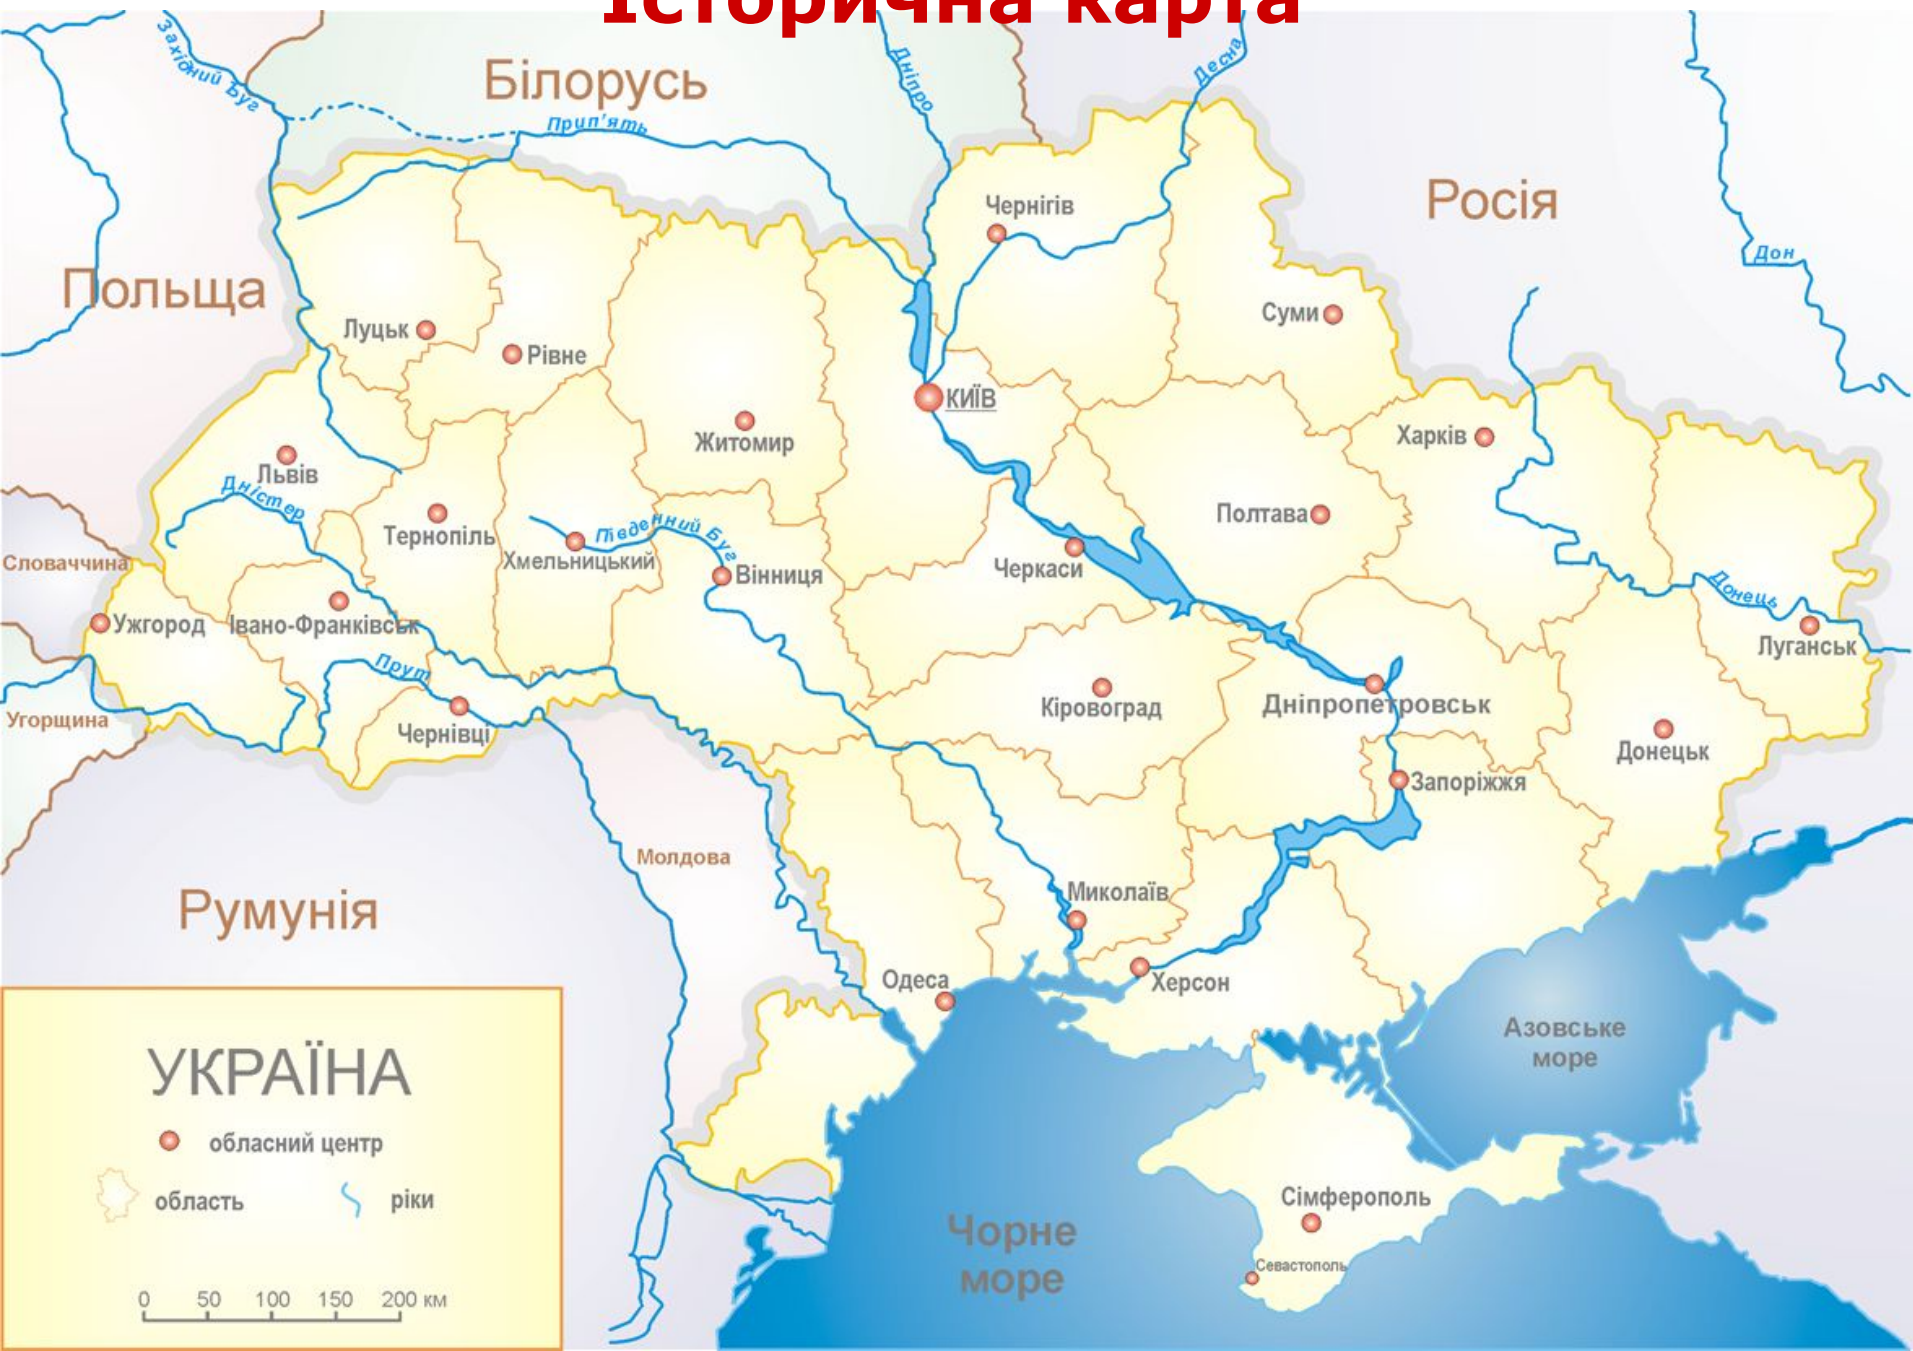 Історична карта
Західний Буг
Білорусь
Дніпро
Десна
Прип'ять
Росія
Чернігів
Дон
Польща
Суми
Луцьк
Рівне
КИЇВ
Житомир
Харків
Львів
Дністер
Тернопіль
Південний Буг
Хмельницький
Вінниця
Полтава
Черкаси
Словаччина
Донець
Ужгород
Івано-Франківськ
Луганськ
Прут
Угорщина
Чернівці
Кіровоград
Дніпропетровськ
Донецьк
Запоріжжя
Молдова
Румунія
Миколаїв
Одеса
Херсон
Азовське
море
УКРАЇНА
обласний центр
область
ріки
0 50 100 150 200 км
Чорне
море
Сімферополь
Севастополь